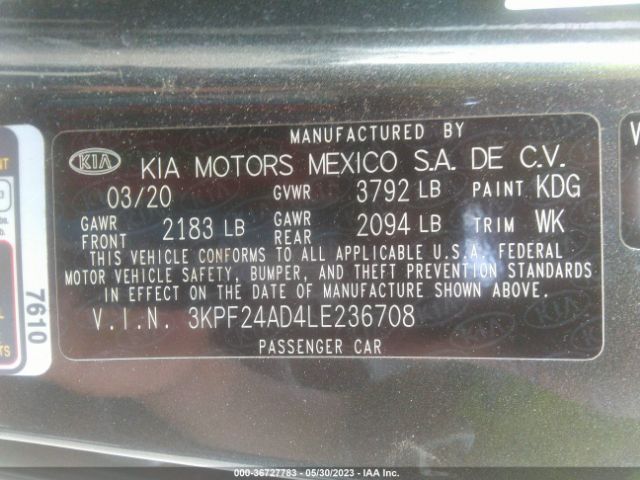 MANUFACTURED BY
KIA KIA MOTORS MEXICO S.A. DE C.V.
03/20 GVWR 3792 LB PAINT KDG
GAWR FRONT 2183 LB GAWR REAR 2094 LB TRIM WK
THIS VEHICLE CONFORMS TO ALL APPLICABLE U.S.A. FEDERAL
MOTOR VEHICLE SAFETY, BUMPER, AND THEFT PREVENTION STANDARDS
IN EFFECT ON THE DATE OF MANUFACTURE SHOWN ABOVE.
V.I.N. 3KPF24AD4LE236708
PASSENGER CAR
7610
000-36727783 - 05/30/2023 - IAA Inc.